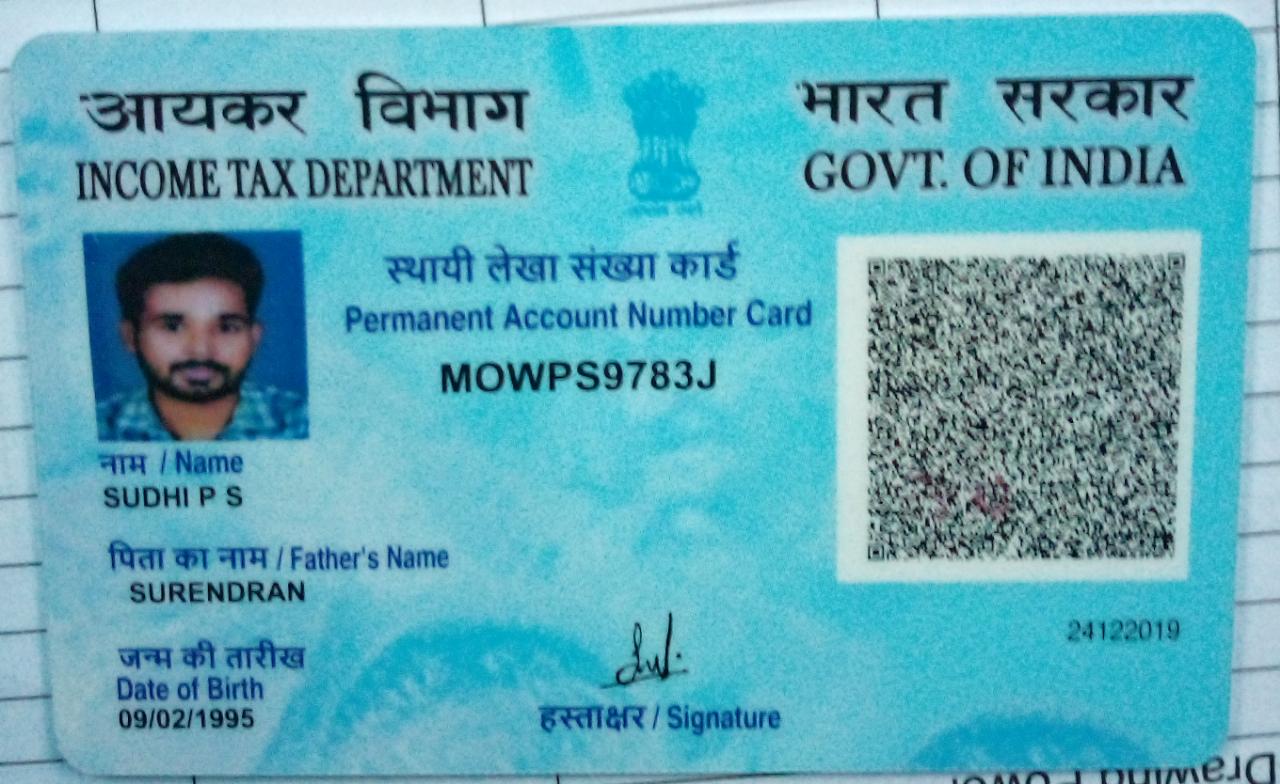 आयकर विभाग
INCOME TAX DEPARTMENT
भारत सरकार
GOVT. OF INDIA
स्थायी लेखा संख्या कार्ड
Permanent Account Number Card
MOWPS9783J
नाम / Name
SUDHI P S
पिता का नाम / Father's Name
SURENDRAN
जन्म की तारीख
Date of Birth
09/02/1995
हस्ताक्षर / Signature
24122019